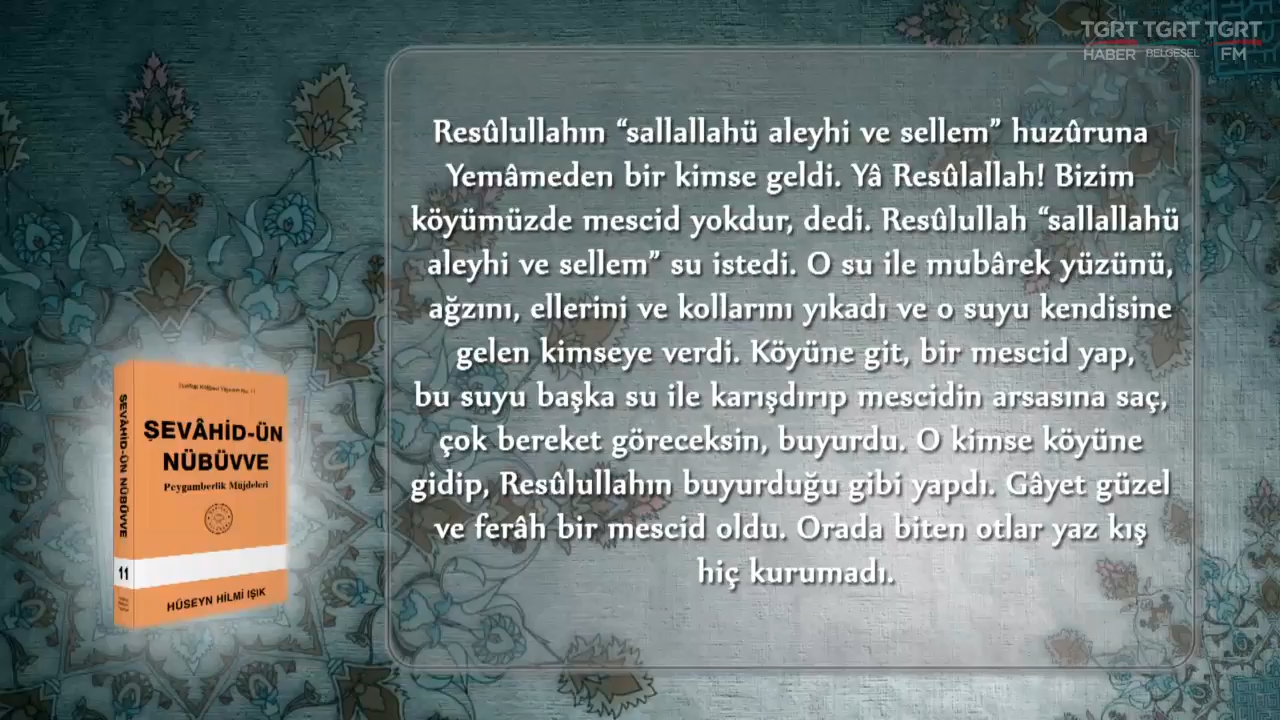 TGRT TGRT TGRT
HABER BELGESEL FM
Resûlullahın “sallallahü aleyhi ve sellem” huzûruna
Yemâmeden bir kimse geldi. Yâ Resûlallah! Bizim
köyümüzde mescid yokdur, dedi. Resûlullah “sallallahü
aleyhi ve sellem” su istedi. O su ile mubârek yüzünü,
ağzını, ellerini ve kollarını yıkadı ve o suyu kendisine
gelen kimseye verdi. Köyüne git, bir mescid yap,
bu suyu başka su ile karışdırıp mescidin arsasına saç,
çok bereket göreceksin, buyurdu. O kimse köyüne
gidip, Resûlullahın buyurduğu gibi yapdı. Gâyet güzel
ve ferâh bir mescid oldu. Orada biten otlar yaz kış
hiç kurumadı.
ŞEVÂHİD-ÜN
NÜBÜVVE
Peygamberlik Müjdeleri
HÜSEYN HİLMİ IŞIK
ŞEVÂHİD-ÜN NÜBÜVVE
11